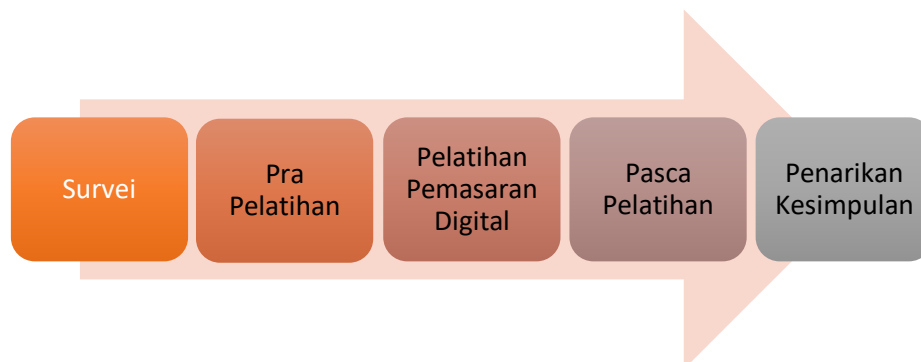 Survei
Pra
Pelatihan
Pelatihan
Pemasaran
Digital
Pasca
Pelatihan
Penarikan
Kesimpulan